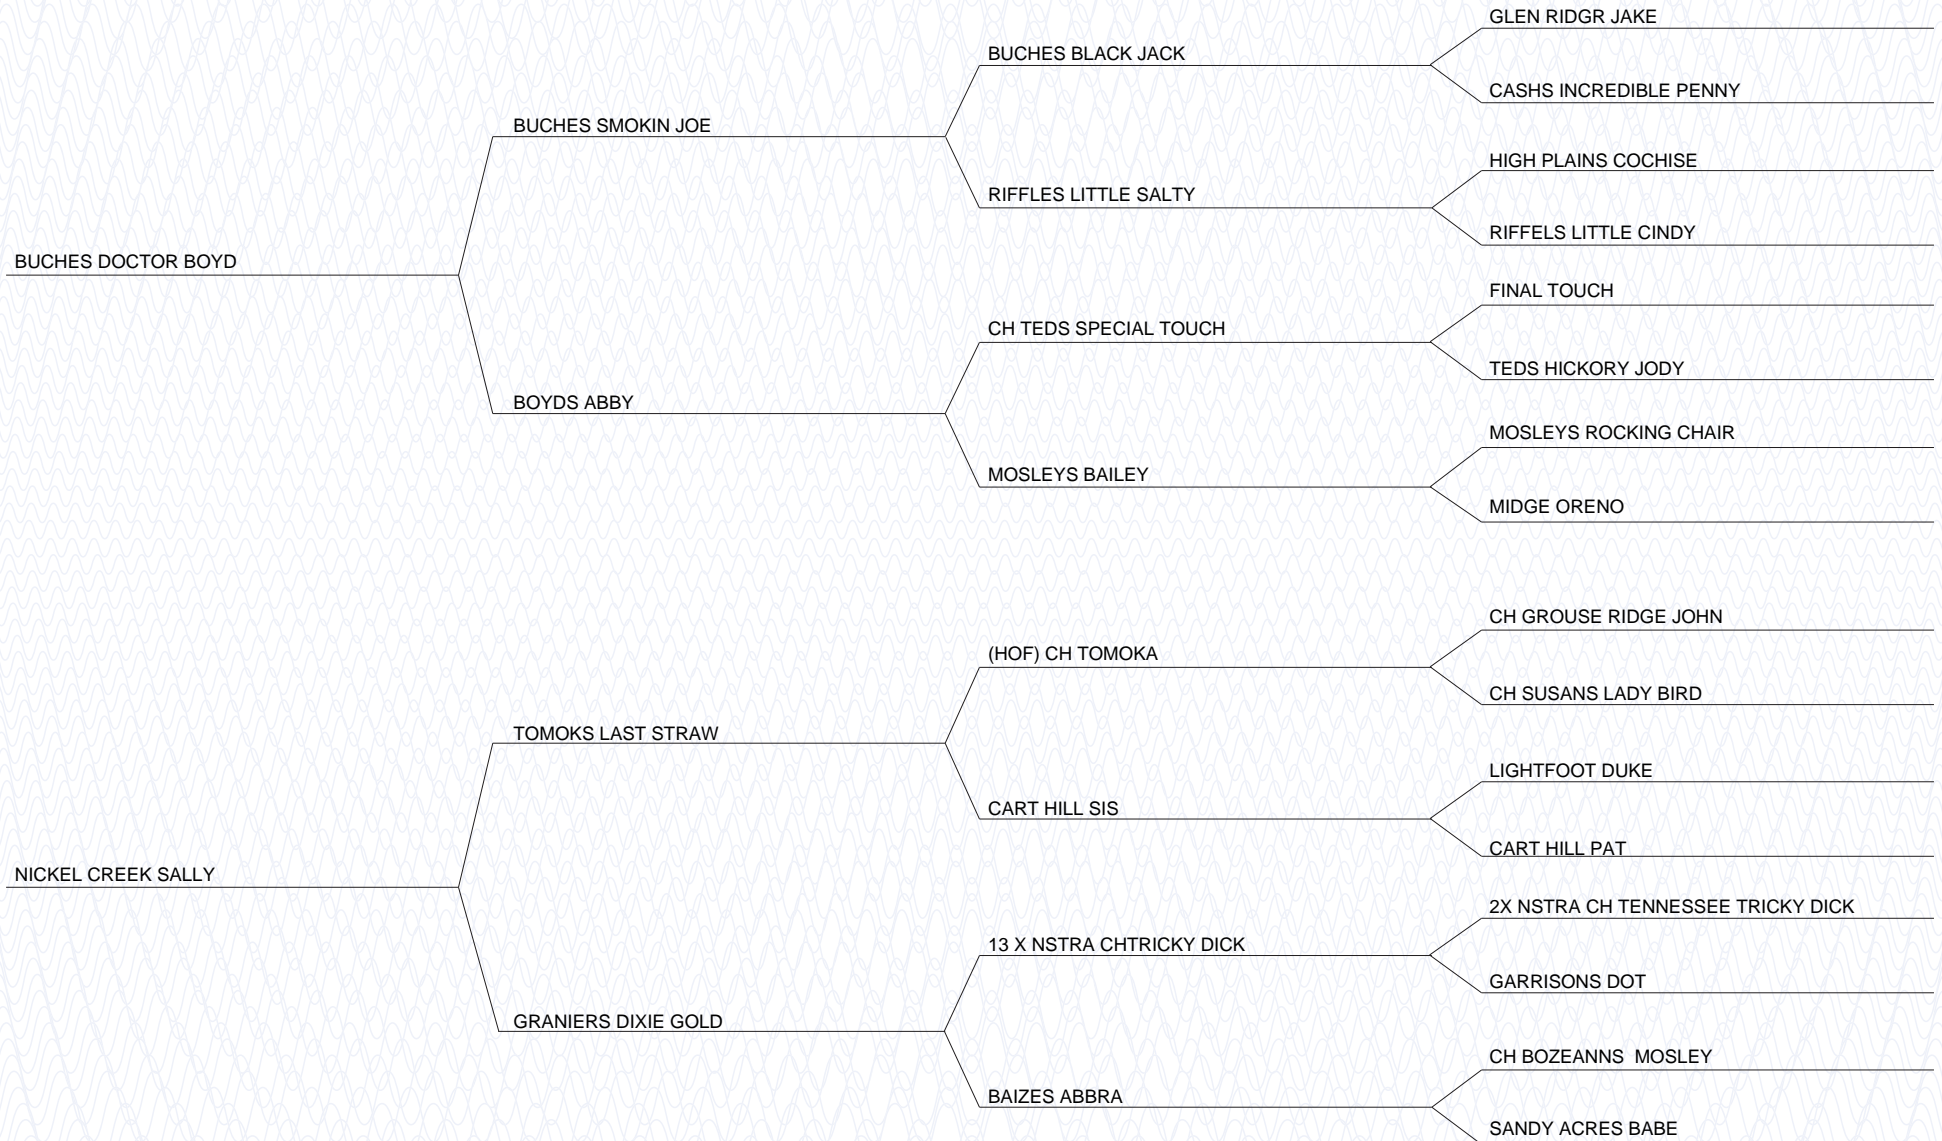 GLEN RIDGR JAKE
BUCHES BLACK JACK
CASHS INCREDIBLE PENNY
BUCHES SMOKIN JOE
HIGH PLAINS COCHISE
RIFFLES LITTLE SALTY
RIFFELS LITTLE CINDY
BUCHES DOCTOR BOYD
FINAL TOUCH
CH TEDS SPECIAL TOUCH
TEDS HICKORY JODY
BOYDS ABBY
MOSLEYS ROCKING CHAIR
MOSLEYS BAILEY
MIDGE ORENO
CH GROUSE RIDGE JOHN
(HOF) CH TOMOKA
CH SUSANS LADY BIRD
TOMOKS LAST STRAW
LIGHTFOOT DUKE
CART HILL SIS
CART HILL PAT
NICKEL CREEK SALLY
2X NSTRA CH TENNESSEE TRICKY DICK
13 X NSTRA CHTRICKY DICK
GARRISONS DOT
GRANIERS DIXIE GOLD
CH BOZEANNS  MOSLEY
BAIZES ABBRA
SANDY ACRES BABE